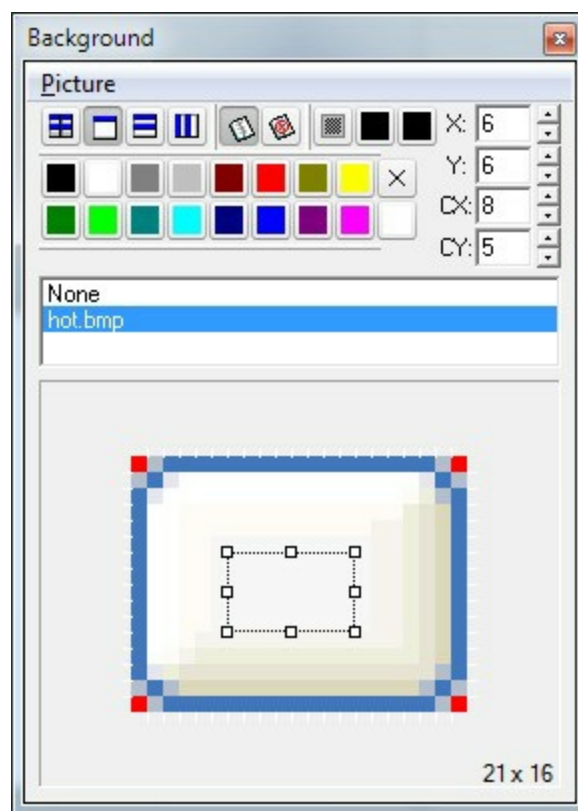 Background
Picture
X: 6
Y: 6
CX: 8
CY: 5
None
hot.bmp
21 x 16